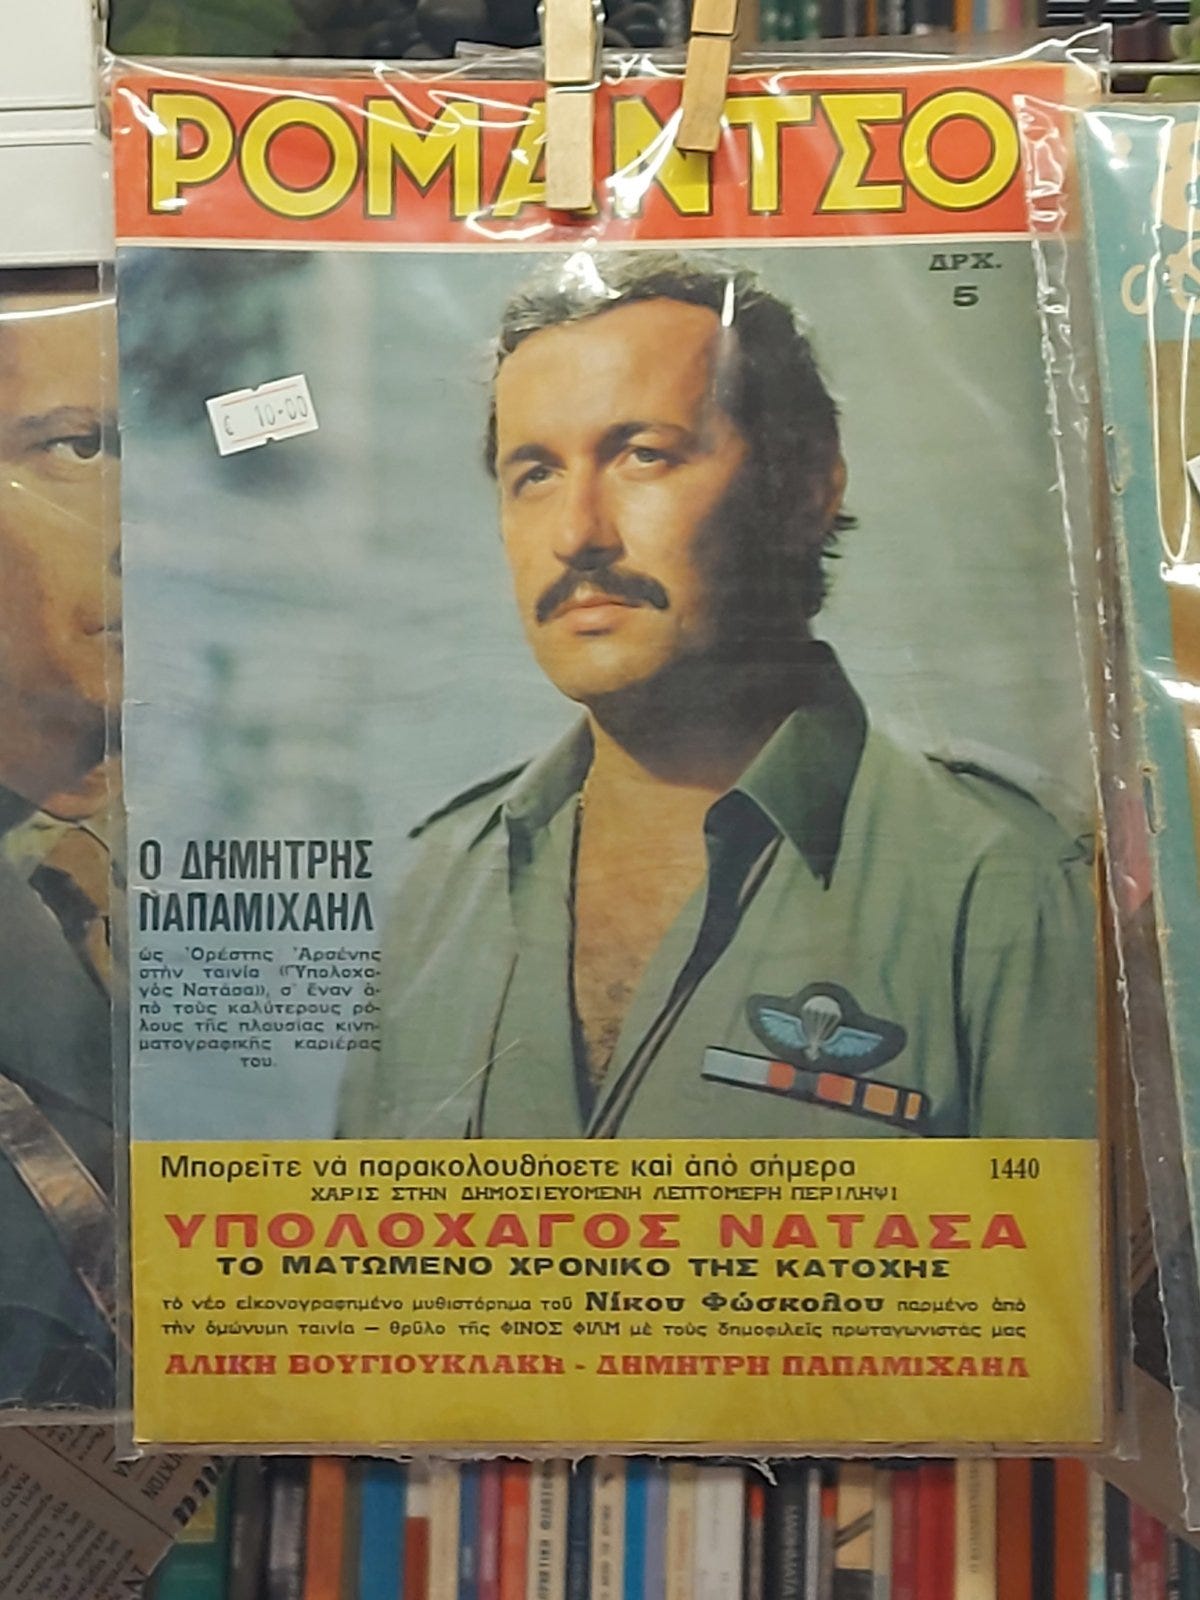 ΡΟΜΑΝΤΣΟ
ΔΡΧ.
5
€ 10-00
Ο ΔΗΜΗΤΡΗΣ
ΠΑΠΑΜΙΧΑΗΛ
ὡς Ὀρέστης Ἀρσένης
στὴν ταινία «Ὑπολοχα-
γὸς Νατάσα», σ' ἕναν ἀ-
πὸ τοὺς καλύτερους ρό-
λους τῆς πλούσιας κινη-
ματογραφικῆς καριέρας
του.
Μπορεῖτε νὰ παρακολουθήσετε καὶ ἀπὸ σήμερα
1440
ΧΑΡΙΣ ΣΤΗΝ ΔΗΜΟΣΙΕΥΟΜΕΝΗ ΛΕΠΤΟΜΕΡΗ ΠΕΡΙΛΗΨΙ
ΥΠΟΛΟΧΑΓΟΣ ΝΑΤΑΣΑ
ΤΟ ΜΑΤΩΜΕΝΟ ΧΡΟΝΙΚΟ ΤΗΣ ΚΑΤΟΧΗΣ
τὸ νέο εἰκονογραφημένο μυθιστόρημα τοῦ Νίκου Φώσκολου παρμένο ἀπὸ
τὴν ὁμώνυμη ταινία — θρῦλο τῆς ΦΙΝΟΣ ΦΙΛΜ μὲ τοὺς δημοφιλεῖς πρωταγωνιστάς μας
ΑΛΙΚΗ ΒΟΥΓΙΟΥΚΛΑΚΗ - ΔΗΜΗΤΡΗ ΠΑΠΑΜΙΧΑΗΛ